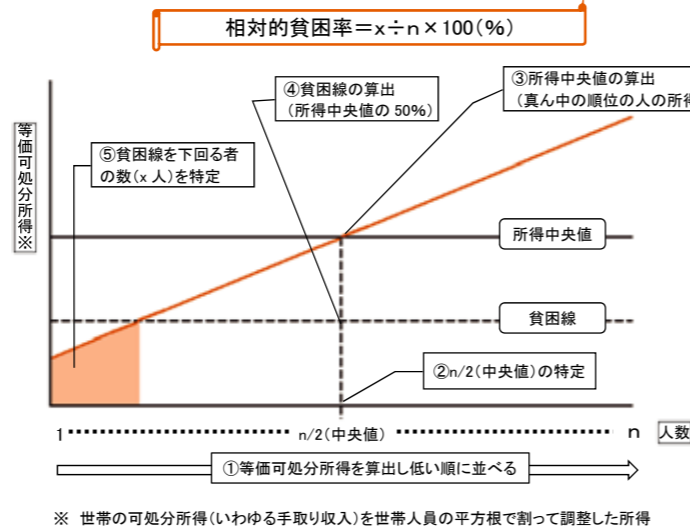 相対的貧困率＝x÷n×100(％)
④貧困線の算出
(所得中央値の 50%)
③所得中央値の算出
(真ん中の順位の人の所得
⑤貧困線を下回る者
の数(x 人)を特定
等価可処分所得※
所得中央値
貧困線
②n/2(中央値)の特定
1 n/2(中央値) n 人数
①等価可処分所得を算出し低い順に並べる
※ 世帯の可処分所得(いわゆる手取り収入)を世帯人員の平方根で割って調整した所得